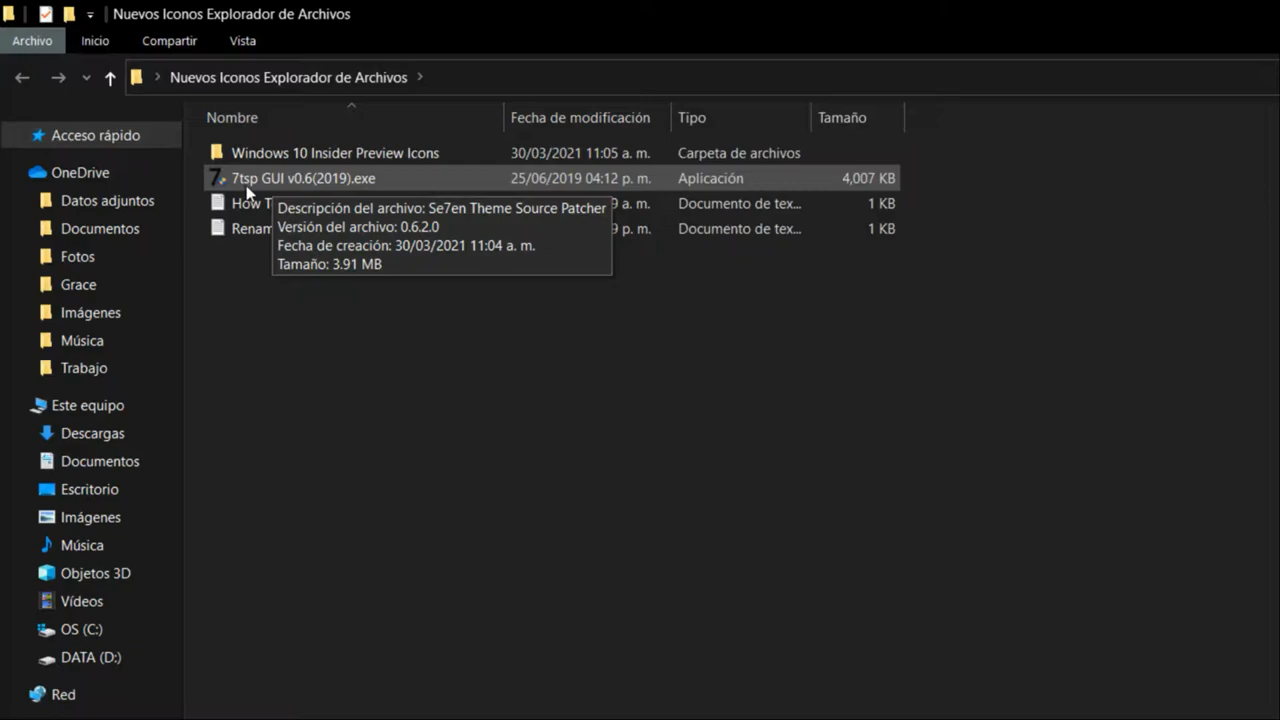 Nuevos Iconos Explorador de Archivos
Archivo Inicio Compartir Vista
Nuevos Iconos Explorador de Archivos
Nombre Fecha de modificación Tipo Tamaño
Acceso rápido
OneDrive
Datos adjuntos
Documentos
Fotos
Grace
Imágenes
Música
Trabajo
Este equipo
Descargas
Documentos
Escritorio
Imágenes
Música
Objetos 3D
Vídeos
OS (C:)
DATA (D:)
Red
Windows 10 Insider Preview Icons 30/03/2021 11:05 a. m. Carpeta de archivos
7tsp GUI v0.6(2019).exe 25/06/2019 04:12 p. m. Aplicación 4,007 KB
How a. m. Documento de tex... 1 KB
p. m. Documento de tex... 1 KB
Descripción del archivo: Se7en Theme Source Patcher
Versión del archivo: 0.6.2.0
Fecha de creación: 30/03/2021 11:04 a. m.
Tamaño: 3.91 MB